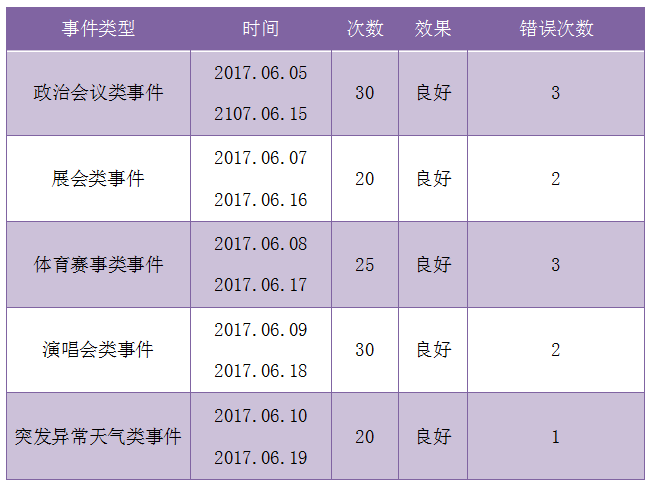 事件类型 时间 次数 效果 错误次数
政治会议类事件 2017.06.05 2107.06.15 30 良好 3
展会类事件 2017.06.07 2017.06.16 20 良好 2
体育赛事类事件 2017.06.08 2017.06.17 25 良好 3
演唱会类事件 2017.06.09 2017.06.18 30 良好 2
突发异常天气类事件 2017.06.10 2017.06.19 20 良好 1